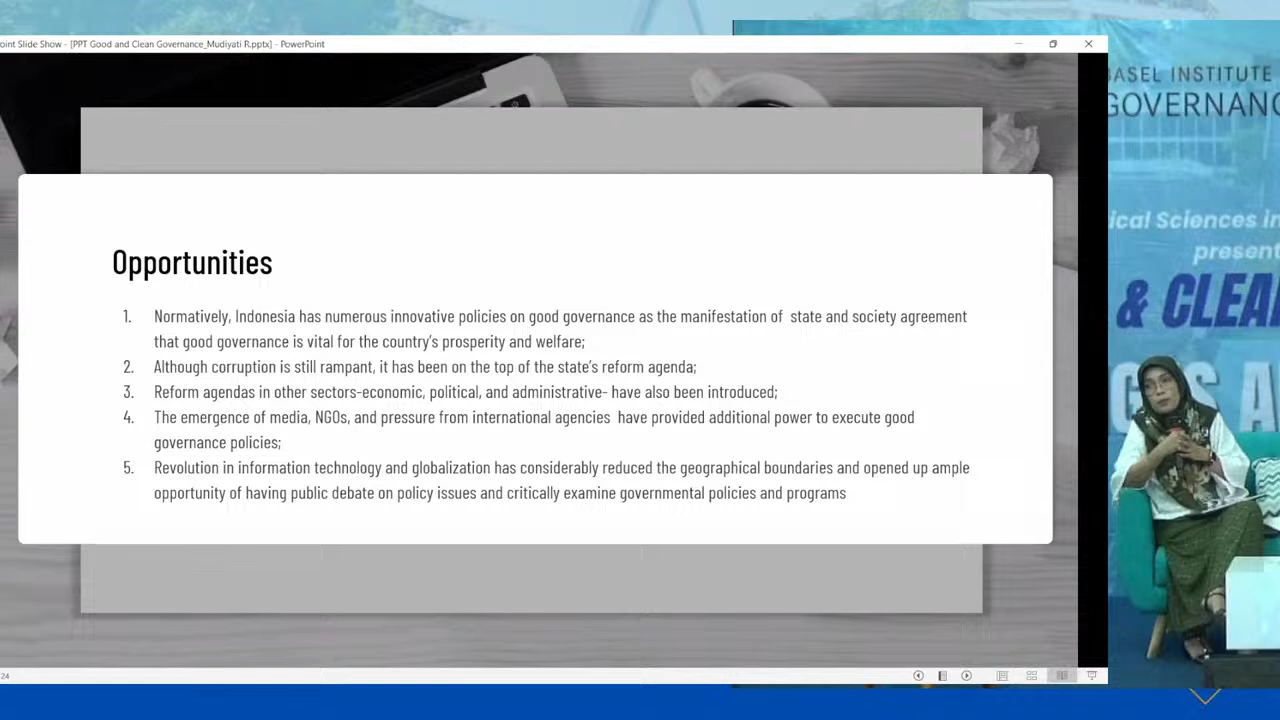 oint Slide Show - [PPT Good and Clean Governance_Mudiyati R.pptx] - PowerPoint
BASEL INSTITUTE
GOVERNANC
ical Sciences in
present
& CLEA
Opportunities
1. Normatively, Indonesia has numerous innovative policies on good governance as the manifestation of state and society agreement
that good governance is vital for the country's prosperity and welfare;
2. Although corruption is still rampant, it has been on the top of the state's reform agenda;
3. Reform agendas in other sectors-economic, political, and administrative- have also been introduced;
4. The emergence of media, NGOs, and pressure from international agencies have provided additional power to execute good
governance policies;
5. Revolution in information technology and globalization has considerably reduced the geographical boundaries and opened up ample
opportunity of having public debate on policy issues and critically examine governmental policies and programs
24